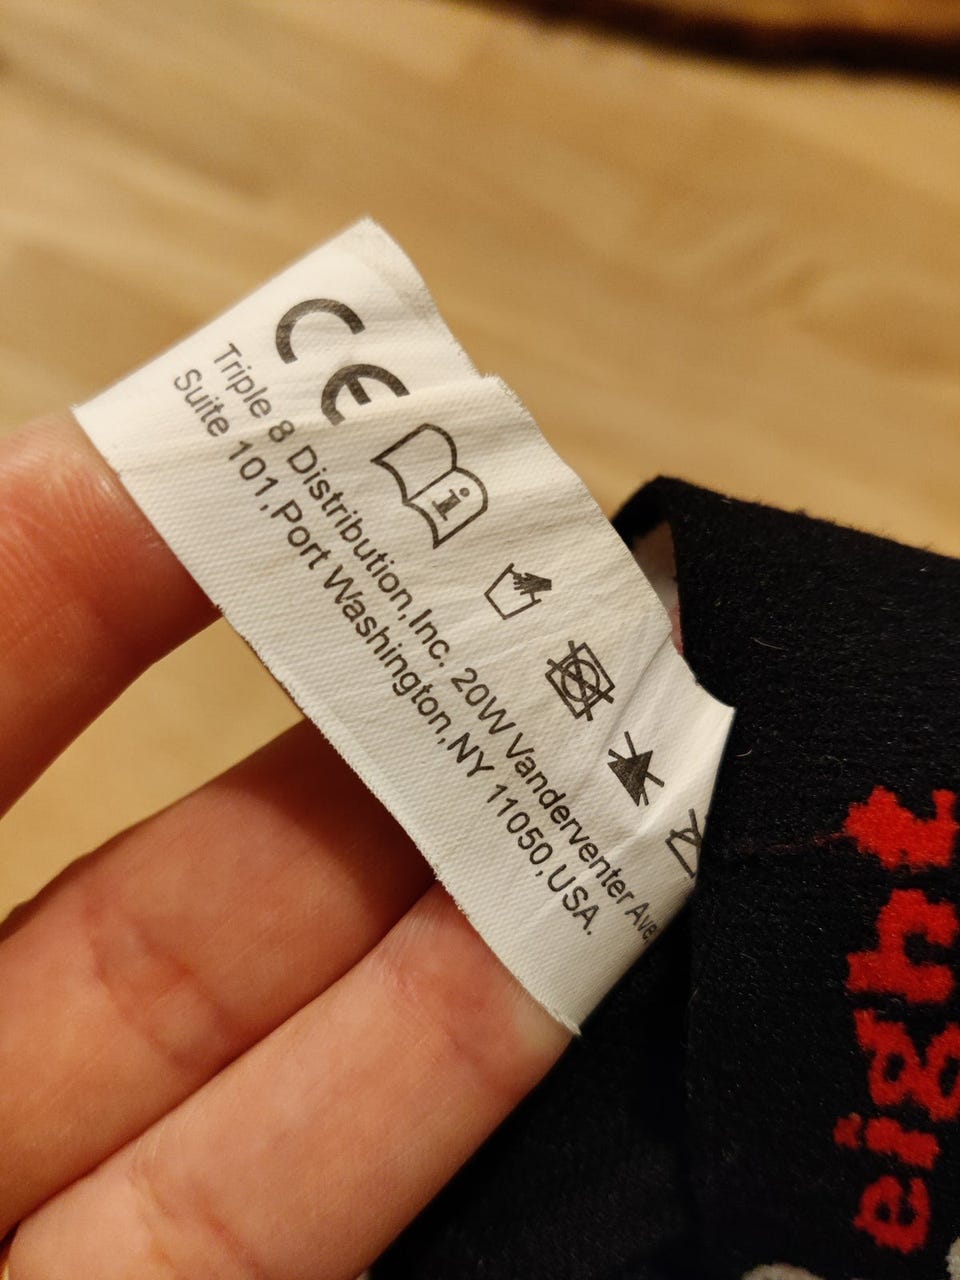 CE
i
Triple 8 Distribution,Inc. 20W Vanderventer Ave
Suite 101,Port Washington,NY 11050,USA.
eight